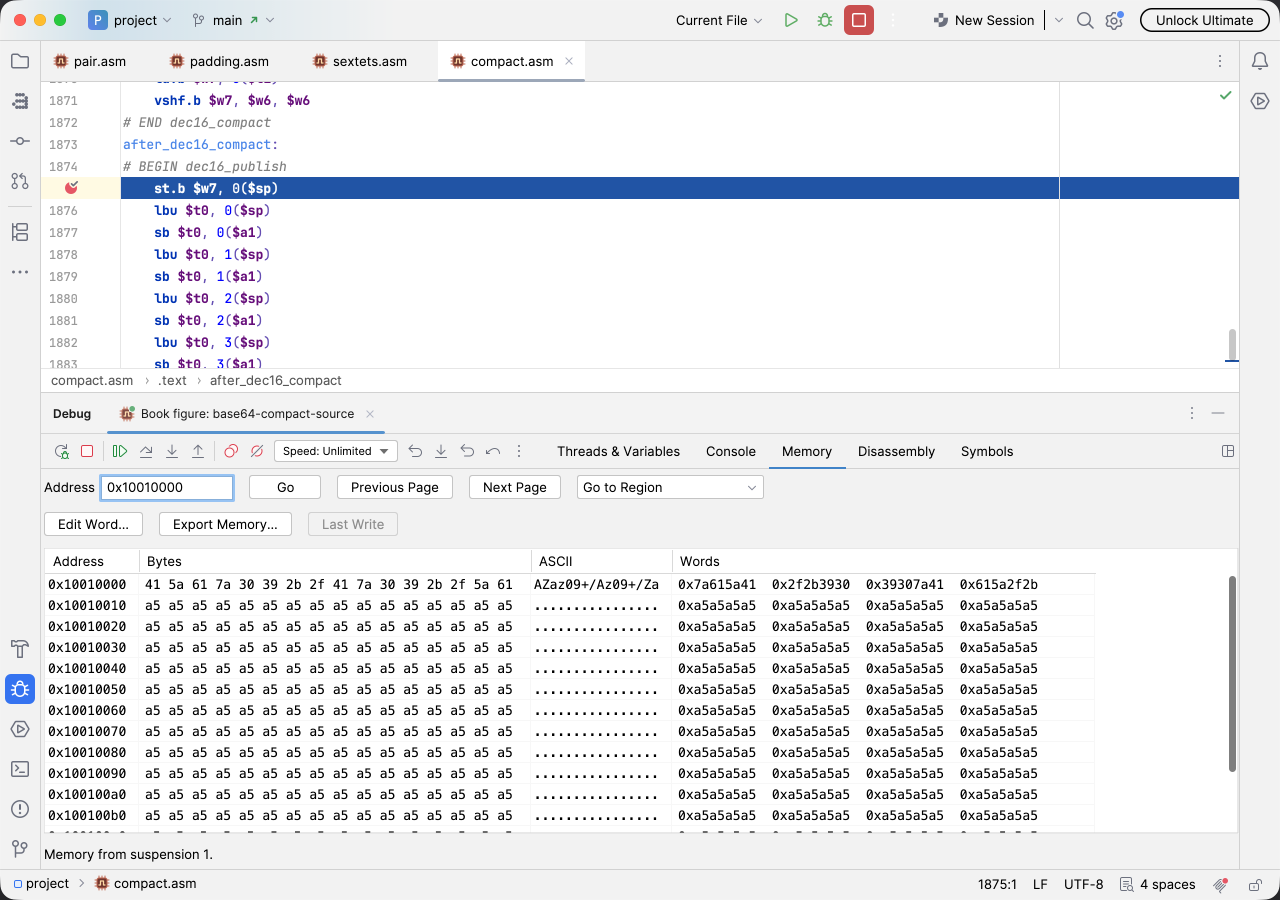 P project main Current File New Session Unlock Ultimate
pair.asm padding.asm sextets.asm compact.asm
1871 vshf.b $w7, $w6, $w6
1872 # END dec16_compact
1873 after_dec16_compact:
1874 # BEGIN dec16_publish
st.b $w7, 0($sp)
1876 lbu $t0, 0($sp)
1877 sb $t0, 0($a1)
1878 lbu $t0, 1($sp)
1879 sb $t0, 1($a1)
1880 lbu $t0, 2($sp)
1881 sb $t0, 2($a1)
1882 lbu $t0, 3($sp)
1883 sb $t0, 3($a1)
compact.asm › .text › after_dec16_compact
Debug Book figure: base64-compact-source
Speed: Unlimited Threads & Variables Console Memory Disassembly Symbols
Address 0x10010000 Go Previous Page Next Page Go to Region
Edit Word... Export Memory... Last Write
Address Bytes ASCII Words
0x10010000 41 5a 61 7a 30 39 2b 2f 41 7a 30 39 2b 2f 5a 61 AZaz09+/Az09+/Za 0x7a615a41 0x2f2b3930 0x39307a41 0x615a2f2b
0x10010010 a5 a5 a5 a5 a5 a5 a5 a5 a5 a5 a5 a5 a5 a5 a5 a5 ................ 0xa5a5a5a5 0xa5a5a5a5 0xa5a5a5a5 0xa5a5a5a5
0x10010020 a5 a5 a5 a5 a5 a5 a5 a5 a5 a5 a5 a5 a5 a5 a5 a5 ................ 0xa5a5a5a5 0xa5a5a5a5 0xa5a5a5a5 0xa5a5a5a5
0x10010030 a5 a5 a5 a5 a5 a5 a5 a5 a5 a5 a5 a5 a5 a5 a5 a5 ................ 0xa5a5a5a5 0xa5a5a5a5 0xa5a5a5a5 0xa5a5a5a5
0x10010040 a5 a5 a5 a5 a5 a5 a5 a5 a5 a5 a5 a5 a5 a5 a5 a5 ................ 0xa5a5a5a5 0xa5a5a5a5 0xa5a5a5a5 0xa5a5a5a5
0x10010050 a5 a5 a5 a5 a5 a5 a5 a5 a5 a5 a5 a5 a5 a5 a5 a5 ................ 0xa5a5a5a5 0xa5a5a5a5 0xa5a5a5a5 0xa5a5a5a5
0x10010060 a5 a5 a5 a5 a5 a5 a5 a5 a5 a5 a5 a5 a5 a5 a5 a5 ................ 0xa5a5a5a5 0xa5a5a5a5 0xa5a5a5a5 0xa5a5a5a5
0x10010070 a5 a5 a5 a5 a5 a5 a5 a5 a5 a5 a5 a5 a5 a5 a5 a5 ................ 0xa5a5a5a5 0xa5a5a5a5 0xa5a5a5a5 0xa5a5a5a5
0x10010080 a5 a5 a5 a5 a5 a5 a5 a5 a5 a5 a5 a5 a5 a5 a5 a5 ................ 0xa5a5a5a5 0xa5a5a5a5 0xa5a5a5a5 0xa5a5a5a5
0x10010090 a5 a5 a5 a5 a5 a5 a5 a5 a5 a5 a5 a5 a5 a5 a5 a5 ................ 0xa5a5a5a5 0xa5a5a5a5 0xa5a5a5a5 0xa5a5a5a5
0x100100a0 a5 a5 a5 a5 a5 a5 a5 a5 a5 a5 a5 a5 a5 a5 a5 a5 ................ 0xa5a5a5a5 0xa5a5a5a5 0xa5a5a5a5 0xa5a5a5a5
0x100100b0 a5 a5 a5 a5 a5 a5 a5 a5 a5 a5 a5 a5 a5 a5 a5 a5 ................ 0xa5a5a5a5 0xa5a5a5a5 0xa5a5a5a5 0xa5a5a5a5
Memory from suspension 1.
project › compact.asm 1875:1 LF UTF-8 4 spaces